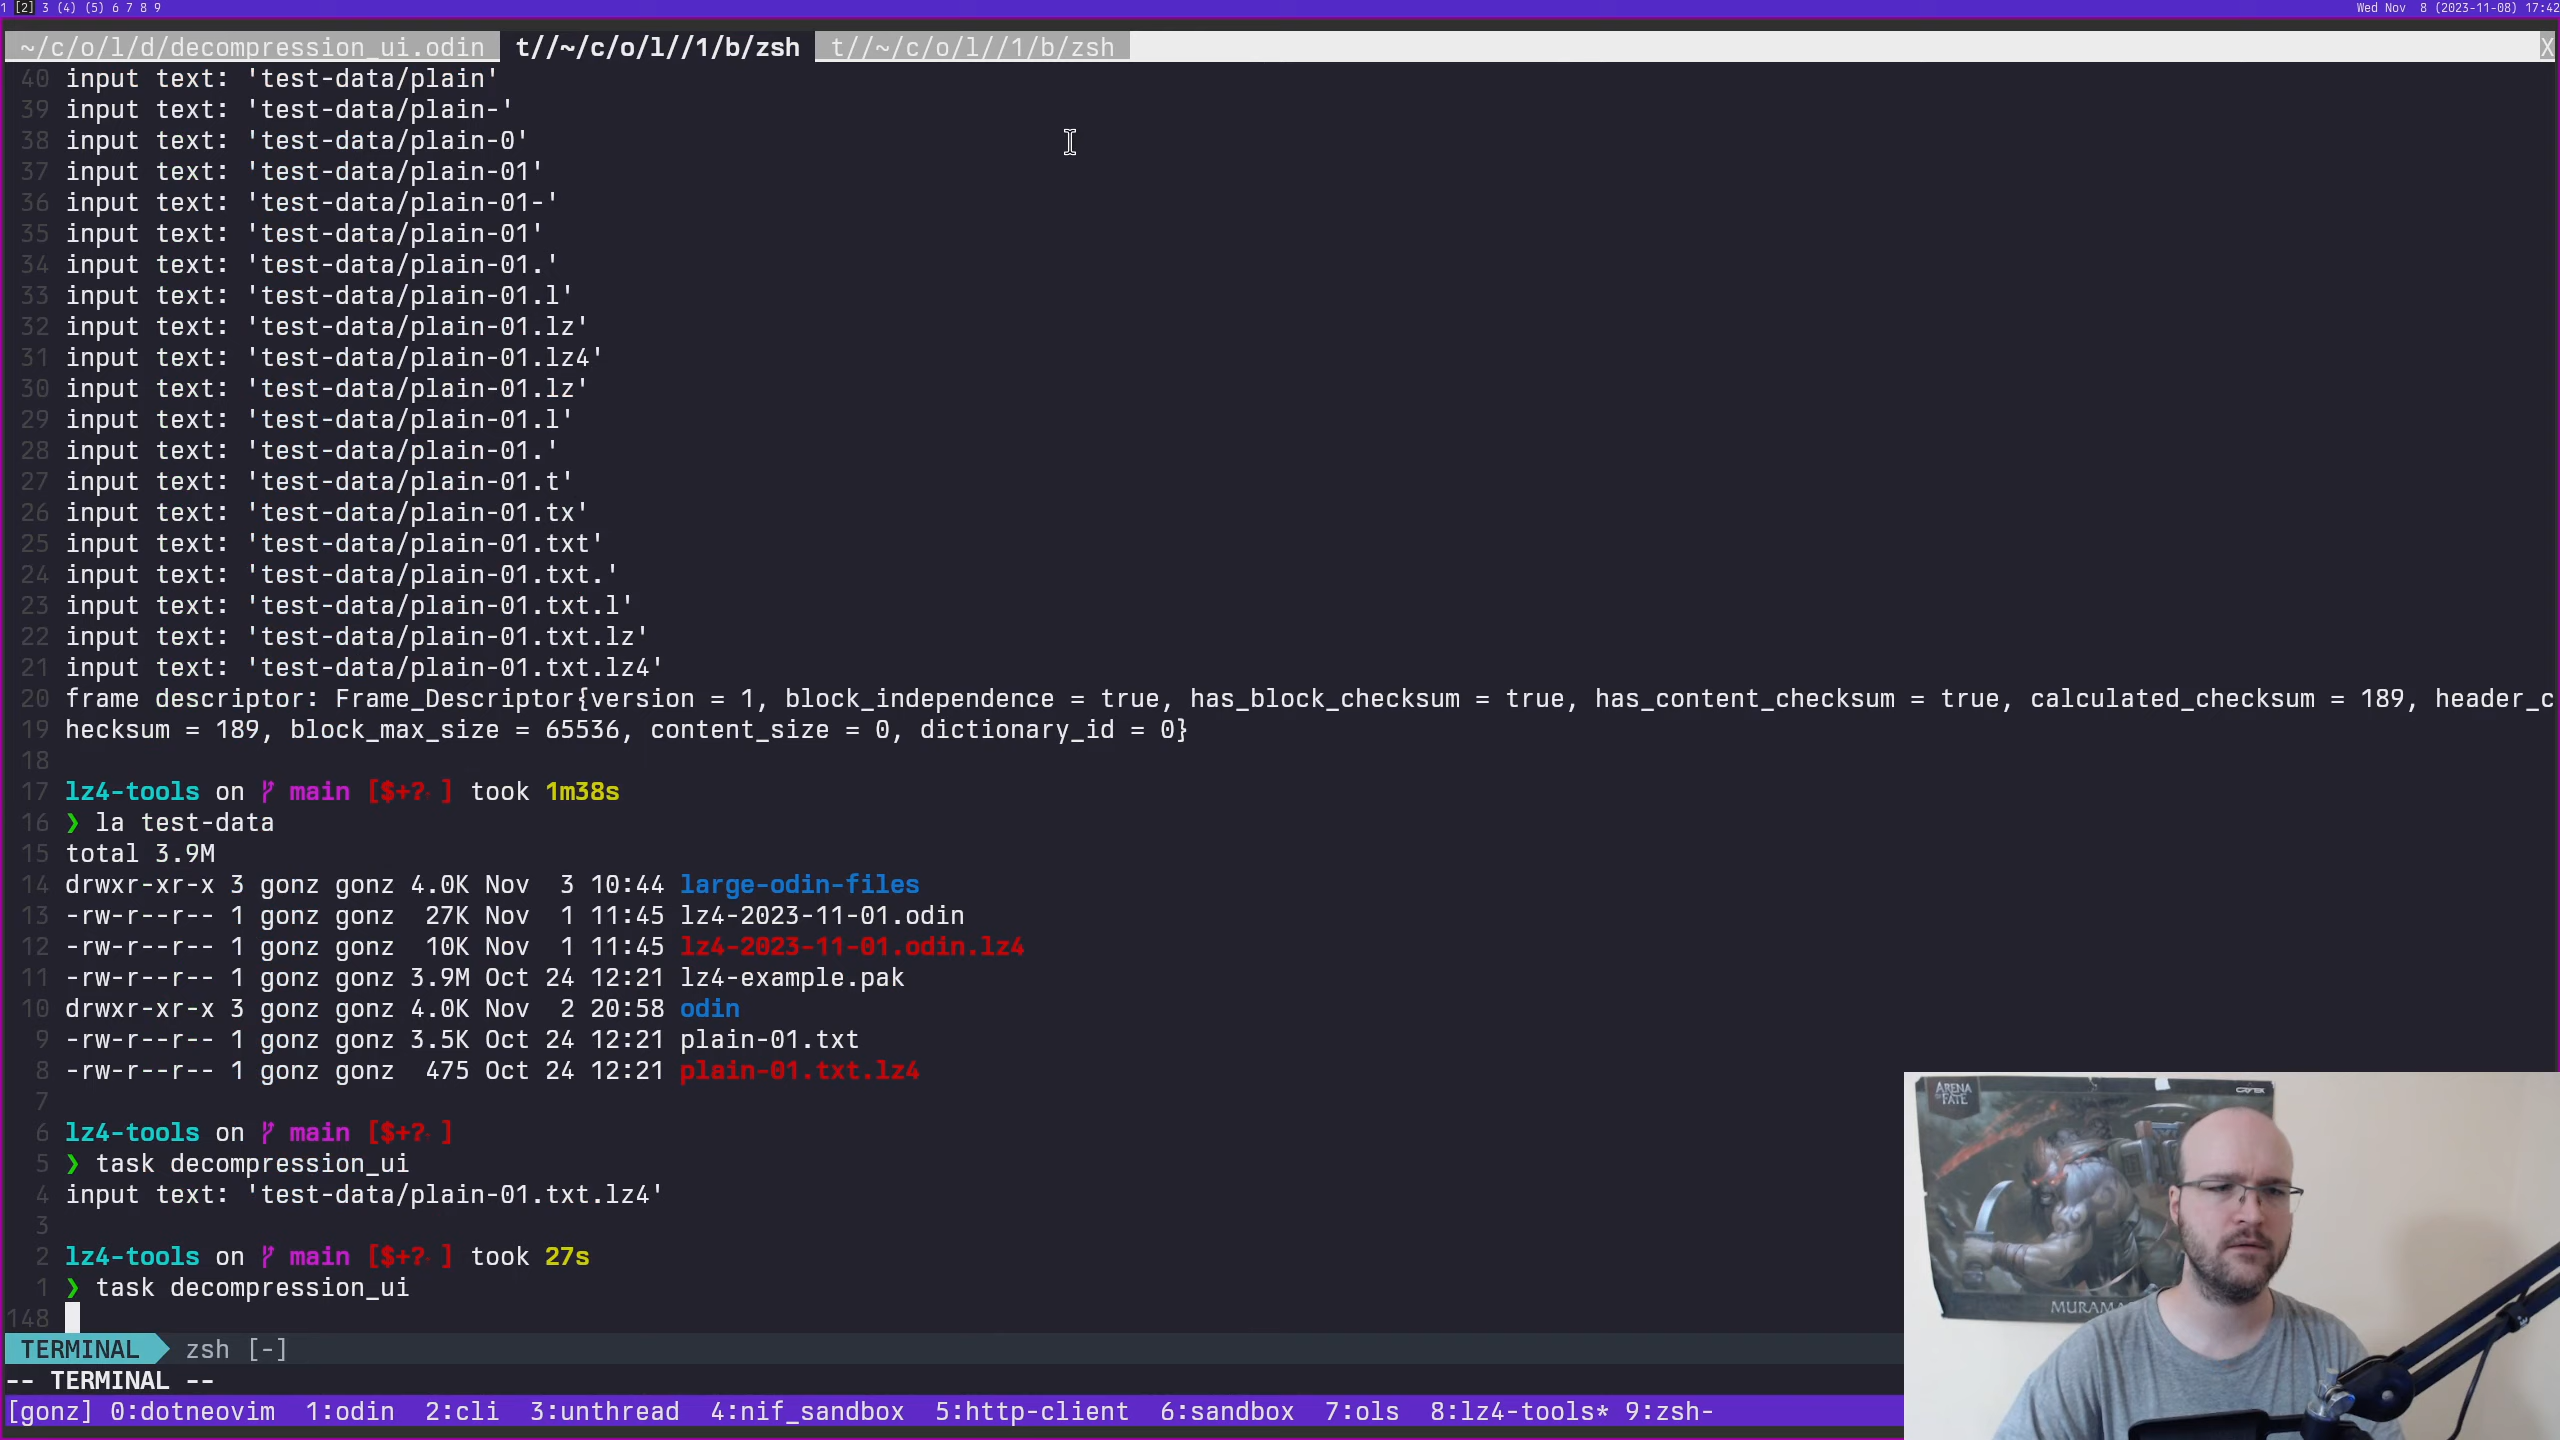 1 [2] 3 (4) (5) 6 7 8 9
Wed Nov  8 (2023-11-08) 17:42
~/c/o/l/d/decompression_ui.odin  t//~/c/o/l//1/b/zsh  t//~/c/o/l//1/b/zsh  X
40 input text: 'test-data/plain'
39 input text: 'test-data/plain-'
38 input text: 'test-data/plain-0'
37 input text: 'test-data/plain-01'
36 input text: 'test-data/plain-01-'
35 input text: 'test-data/plain-01'
34 input text: 'test-data/plain-01.'
33 input text: 'test-data/plain-01.l'
32 input text: 'test-data/plain-01.lz'
31 input text: 'test-data/plain-01.lz4'
30 input text: 'test-data/plain-01.lz'
29 input text: 'test-data/plain-01.l'
28 input text: 'test-data/plain-01.'
27 input text: 'test-data/plain-01.t'
26 input text: 'test-data/plain-01.tx'
25 input text: 'test-data/plain-01.txt'
24 input text: 'test-data/plain-01.txt.'
23 input text: 'test-data/plain-01.txt.l'
22 input text: 'test-data/plain-01.txt.lz'
21 input text: 'test-data/plain-01.txt.lz4'
20 frame descriptor: Frame_Descriptor{version = 1, block_independence = true, has_block_checksum = true, has_content_checksum = true, calculated_checksum = 189, header_c
19 hecksum = 189, block_max_size = 65536, content_size = 0, dictionary_id = 0}
18
17 lz4-tools on main [$+? ] took 1m38s
16 ❯ la test-data
15 total 3.9M
14 drwxr-xr-x 3 gonz gonz 4.0K Nov  3 10:44 large-odin-files
13 -rw-r--r-- 1 gonz gonz  27K Nov  1 11:45 lz4-2023-11-01.odin
12 -rw-r--r-- 1 gonz gonz  10K Nov  1 11:45 lz4-2023-11-01.odin.lz4
11 -rw-r--r-- 1 gonz gonz 3.9M Oct 24 12:21 lz4-example.pak
10 drwxr-xr-x 3 gonz gonz 4.0K Nov  2 20:58 odin
9 -rw-r--r-- 1 gonz gonz 3.5K Oct 24 12:21 plain-01.txt
8 -rw-r--r-- 1 gonz gonz  475 Oct 24 12:21 plain-01.txt.lz4
7
6 lz4-tools on main [$+? ]
5 ❯ task decompression_ui
4 input text: 'test-data/plain-01.txt.lz4'
3
2 lz4-tools on main [$+? ] took 27s
1 ❯ task decompression_ui
148
TERMINAL  zsh [-]
-- TERMINAL --
[gonz] 0:dotneovim  1:odin  2:cli  3:unthread  4:nif_sandbox  5:http-client  6:sandbox  7:ols  8:lz4-tools* 9:zsh-
ARENA
FATE
MURAMA